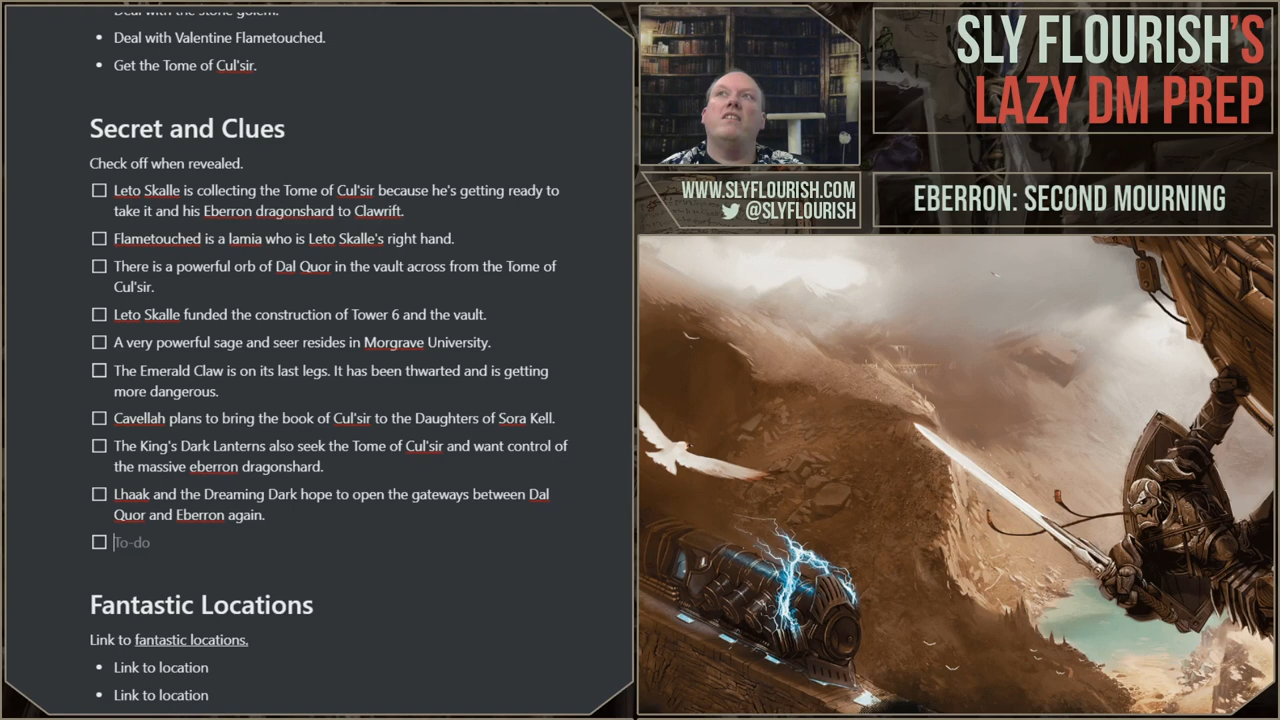 Deal with the stone golem.
Deal with Valentine Flametouched.
Get the Tome of Cul'sir.
Secret and Clues
Check off when revealed.
Leto Skalle is collecting the Tome of Cul'sir because he's getting ready to
take it and his Eberron dragonshard to Clawrift.
Flametouched is a lamia who is Leto Skalle's right hand.
There is a powerful orb of Dal Quor in the vault across from the Tome of
Cul'sir.
Leto Skalle funded the construction of Tower 6 and the vault.
A very powerful sage and seer resides in Morgrave University.
The Emerald Claw is on its last legs. It has been thwarted and is getting
more dangerous.
Cavellah plans to bring the book of Cul'sir to the Daughters of Sora Kell.
The King's Dark Lanterns also seek the Tome of Cul'sir and want control of
the massive eberron dragonshard.
Lhaak and the Dreaming Dark hope to open the gateways between Dal
Quor and Eberron again.
To-do
Fantastic Locations
Link to fantastic locations.
Link to location
Link to location
SLY FLOURISH'S
LAZY DM PREP
WWW.SLYFLOURISH.COM
@SLYFLOURISH
EBERRON: SECOND MOURNING